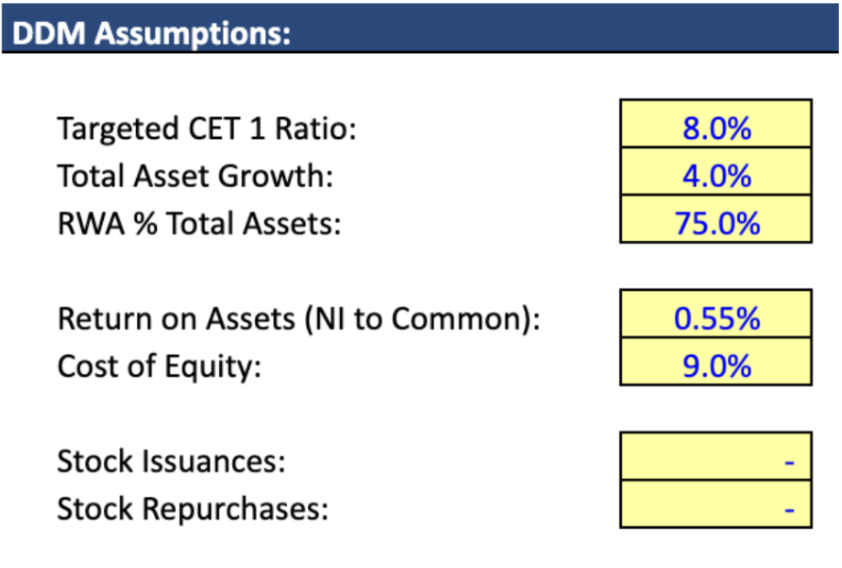 DDM Assumptions:
Targeted CET 1 Ratio: 8.0%
Total Asset Growth: 4.0%
RWA % Total Assets: 75.0%
Return on Assets (NI to Common): 0.55%
Cost of Equity: 9.0%
Stock Issuances: -
Stock Repurchases: -